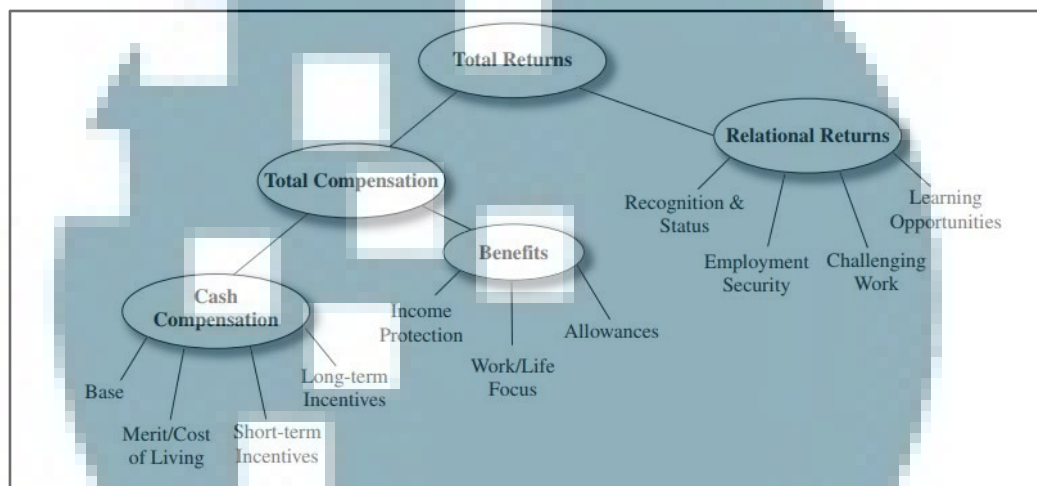 Total Returns
Relational Returns
Total Compensation
Recognition &
Status
Learning
Opportunities
Employment
Security
Challenging
Work
Benefits
Cash
Compensation
Income
Protection
Allowances
Work/Life
Focus
Base
Long-term
Incentives
Merit/Cost
of Living
Short-term
Incentives